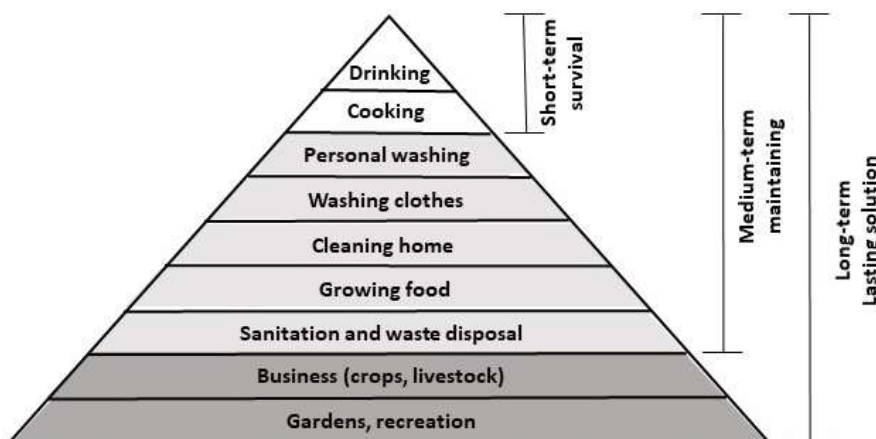 Drinking
Cooking
Personal washing
Washing clothes
Cleaning home
Growing food
Sanitation and waste disposal
Business (crops, livestock)
Gardens, recreation
Short-term
survival
Medium-term
maintaining
Long-term
Lasting solution